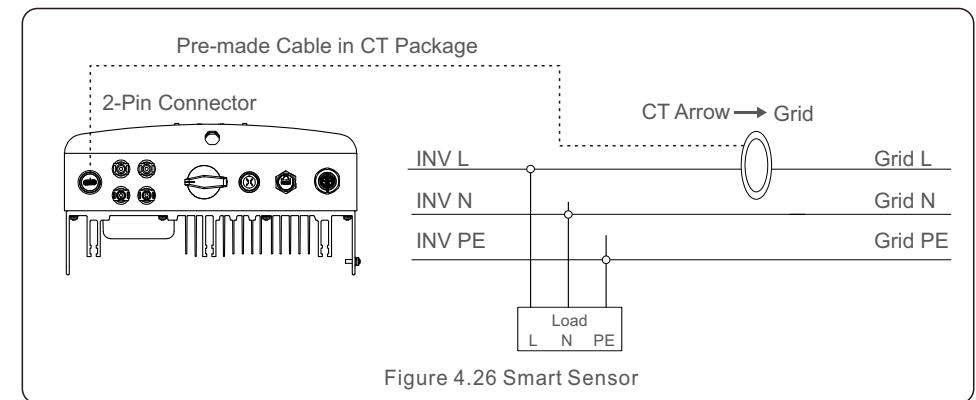 Pre-made Cable in CT Package
2-Pin Connector
CT Arrow → Grid
INV L
Grid L
INV N
Grid N
INV PE
Grid PE
Load
L N PE
Figure 4.26 Smart Sensor